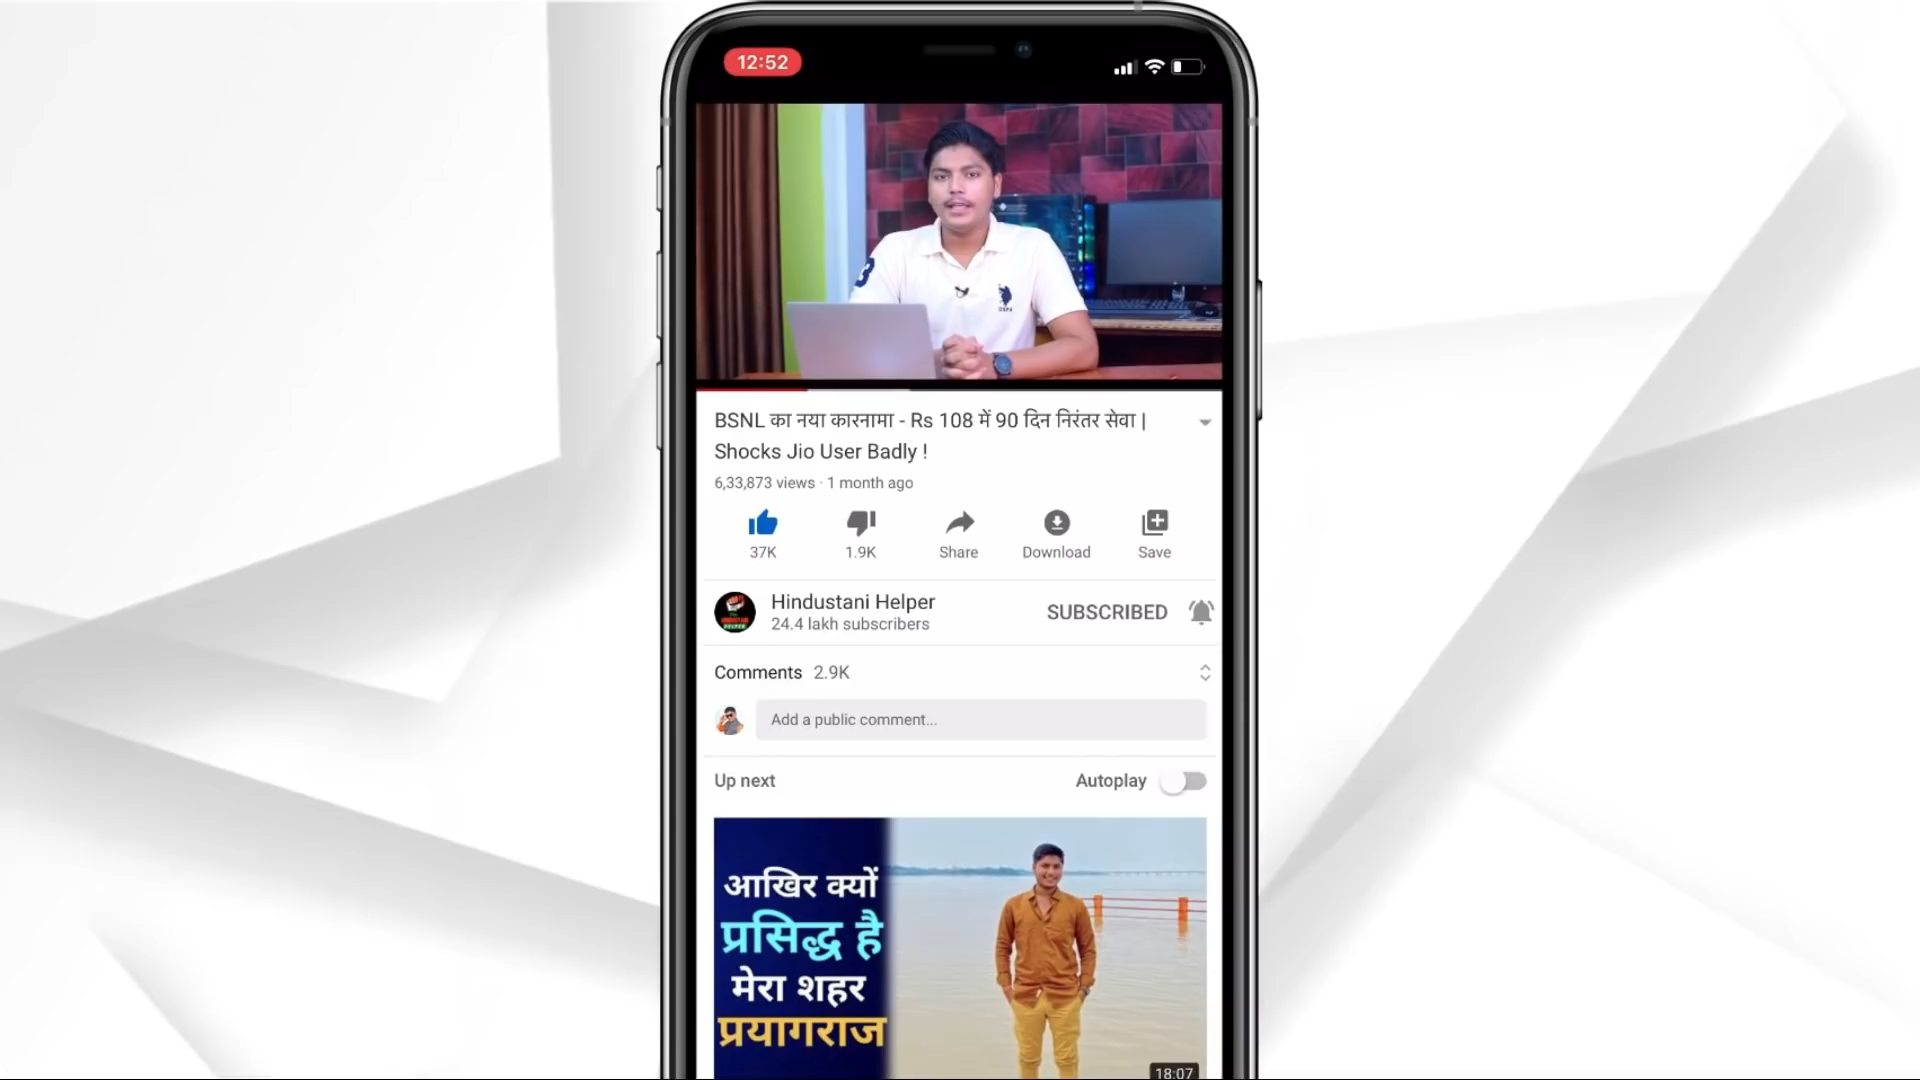 12:52
BSNL का नया कारनामा - Rs 108 में 90 दिन निरंतर सेवा |
Shocks Jio User Badly !
6,33,873 views · 1 month ago
37K
1.9K
Share
Download
Save
Hindustani Helper
24.4 lakh subscribers
SUBSCRIBED
Comments 2.9K
Add a public comment...
Up next
Autoplay
आखिर क्यों
प्रसिद्ध है
मेरा शहर
प्रयागराज
18:07